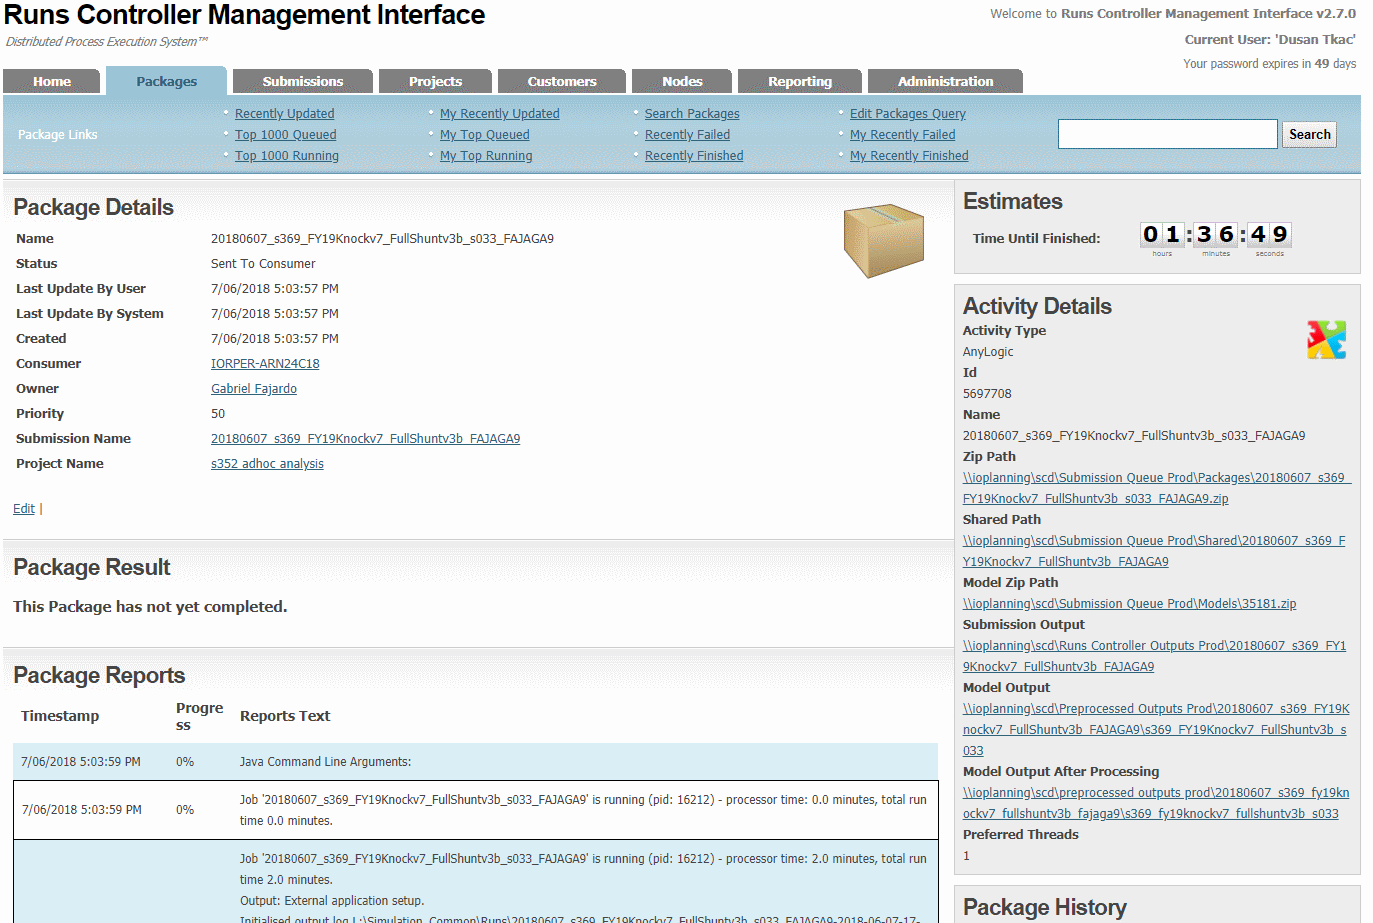 Runs Controller Management Interface
Distributed Process Execution System™
Welcome to Runs Controller Management Interface v2.7.0
Current User: 'Dusan Tkac'
Your password expires in 49 days
Home
Packages
Submissions
Projects
Customers
Nodes
Reporting
Administration
Package Links
Recently Updated
Top 1000 Queued
Top 1000 Running
My Recently Updated
My Top Queued
My Top Running
Search Packages
Recently Failed
Recently Finished
Edit Packages Query
My Recently Failed
My Recently Finished
Search
Package Details
Name 20180607_s369_FY19Knockv7_FullShuntv3b_s033_FAJAGA9
Status Sent To Consumer
Last Update By User 7/06/2018 5:03:57 PM
Last Update By System 7/06/2018 5:03:57 PM
Created 7/06/2018 5:03:57 PM
Consumer IORPER-ARN24C18
Owner Gabriel Fajardo
Priority 50
Submission Name 20180607_s369_FY19Knockv7_FullShuntv3b_FAJAGA9
Project Name s352 adhoc analysis
Edit |
Package Result
This Package has not yet completed.
Package Reports
Timestamp
Progre
ss
Reports Text
7/06/2018 5:03:59 PM 0% Java Command Line Arguments:
7/06/2018 5:03:59 PM 0%
Job '20180607_s369_FY19Knockv7_FullShuntv3b_s033_FAJAGA9' is running (pid: 16212) - processor time: 0.0 minutes, total run
time 0.0 minutes.
Job '20180607_s369_FY19Knockv7_FullShuntv3b_s033_FAJAGA9' is running (pid: 16212) - processor time: 2.0 minutes, total run
time 2.0 minutes.
Output: External application setup.
Initialised output log L:\Simulation_Common\Runs\20180607_s369_FY19Knockv7_FullShuntv3b_s033_FAJAGA9-2018-06-07-17-
Estimates
Time Until Finished: 01:36:49
hours minutes seconds
Activity Details
Activity Type
AnyLogic
Id
5697708
Name
20180607_s369_FY19Knockv7_FullShuntv3b_s033_FAJAGA9
Zip Path
\\ioplanning\scd\Submission Queue Prod\Packages\20180607_s369_
FY19Knockv7_FullShuntv3b_s033_FAJAGA9.zip
Shared Path
\\ioplanning\scd\Submission Queue Prod\Shared\20180607_s369_F
Y19Knockv7_FullShuntv3b_FAJAGA9
Model Zip Path
\\ioplanning\scd\Submission Queue Prod\Models\35181.zip
Submission Output
\\ioplanning\scd\Runs Controller Outputs Prod\20180607_s369_FY1
9Knockv7_FullShuntv3b_FAJAGA9
Model Output
\\ioplanning\scd\Preprocessed Outputs Prod\20180607_s369_FY19K
nockv7_FullShuntv3b_FAJAGA9\s369_FY19Knockv7_FullShuntv3b_s
033
Model Output After Processing
\\ioplanning\scd\preprocessed outputs prod\20180607_s369_fy19kn
ockv7_fullshuntv3b_fajaga9\s369_fy19knockv7_fullshuntv3b_s033
Preferred Threads
1
Package History